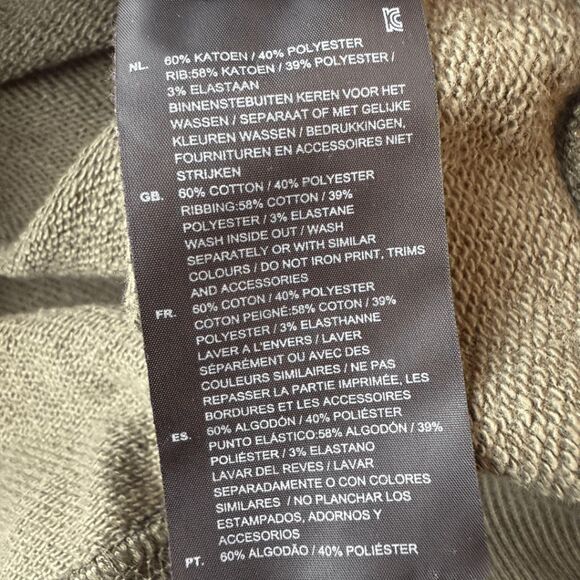 NL. 60% KATOEN / 40% POLYESTER
RIB:58% KATOEN / 39% POLYESTER /
3% ELASTAAN
BINNENSTEBUITEN KEREN VOOR HET
WASSEN / SEPARAAT OF MET GELIJKE
KLEUREN WASSEN / BEDRUKKINGEN,
FOURNITUREN EN ACCESSOIRES NIET
STRIJKEN
GB. 60% COTTON / 40% POLYESTER
RIBBING:58% COTTON / 39%
POLYESTER / 3% ELASTANE
WASH INSIDE OUT / WASH
SEPARATELY OR WITH SIMILAR
COLOURS / DO NOT IRON PRINT, TRIMS
AND ACCESSORIES
FR. 60% COTON / 40% POLYESTER
COTON PEIGNÉ:58% COTON / 39%
POLYESTER / 3% ELASTHANNE
LAVER A L'ENVERS / LAVER
SÉPARÉMENT OU AVEC DES
COULEURS SIMILAIRES / NE PAS
REPASSER LA PARTIE IMPRIMÉE, LES
BORDURES ET LES ACCESSOIRES
ES. 60% ALGODÓN / 40% POLIÉSTER
PUNTO ELÁSTICO:58% ALGODÓN / 39%
POLIÉSTER / 3% ELASTANO
LAVAR DEL REVES / LAVAR
SEPARADAMENTE O CON COLORES
SIMILARES / NO PLANCHAR LOS
ESTAMPADOS, ADORNOS Y
ACCESORIOS
PT. 60% ALGODÃO / 40% POLIÉSTER